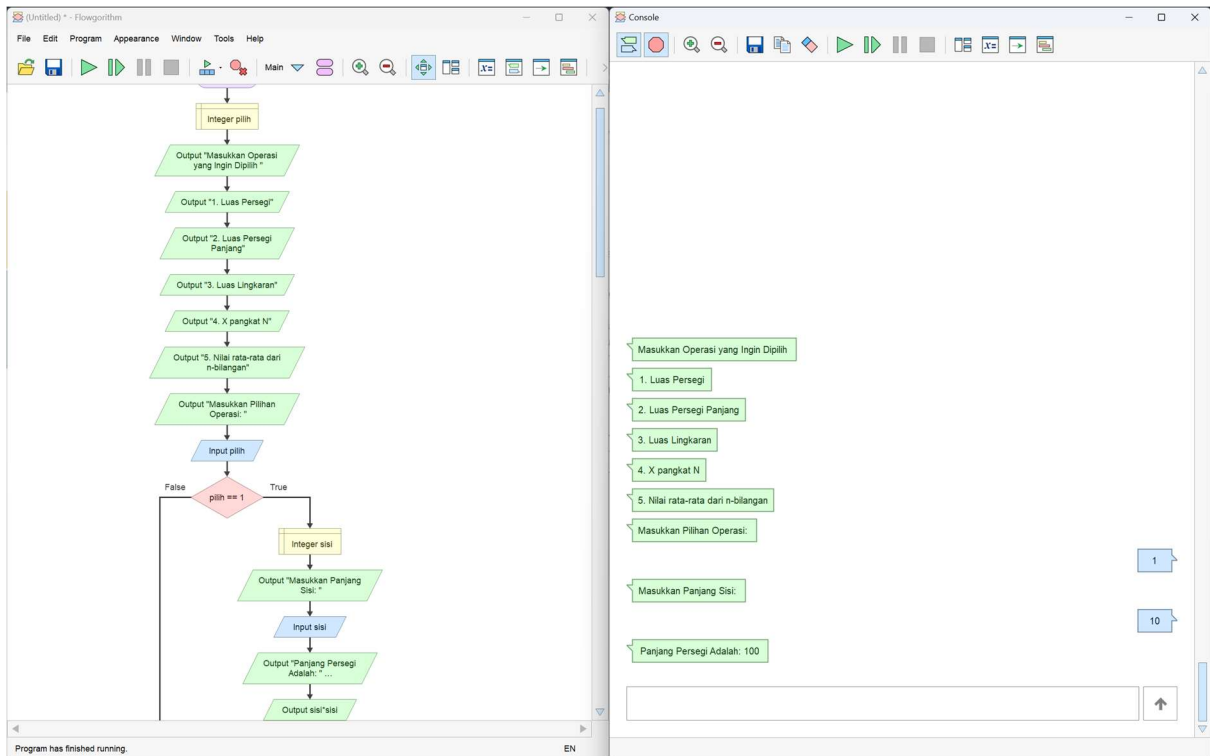 (Untitled) * - Flowgorithm
File Edit Program Appearance Window Tools Help
Main
x=
Integer pilih
Output "Masukkan Operasi
yang Ingin Dipilih "
Output "1. Luas Persegi"
Output "2. Luas Persegi
Panjang"
Output "3. Luas Lingkaran"
Output "4. X pangkat N"
Output "5. Nilai rata-rata dari
n-bilangan"
Output "Masukkan Pilihan
Operasi: "
Input pilih
False
pilih == 1
True
Integer sisi
Output "Masukkan Panjang
Sisi: "
Input sisi
Output "Panjang Persegi
Adalah: " ...
Output sisi*sisi
Program has finished running.
EN
Console
x=
Masukkan Operasi yang Ingin Dipilih
1. Luas Persegi
2. Luas Persegi Panjang
3. Luas Lingkaran
4. X pangkat N
5. Nilai rata-rata dari n-bilangan
Masukkan Pilihan Operasi:
1
Masukkan Panjang Sisi:
10
Panjang Persegi Adalah: 100